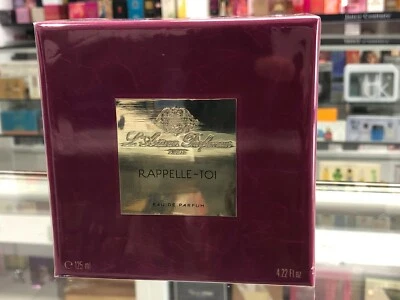 L'Artisan Parfumeur
PARIS
RAPPELLE-TOI
EAU DE PARFUM
℮ 125 ml
4.22 Fl oz